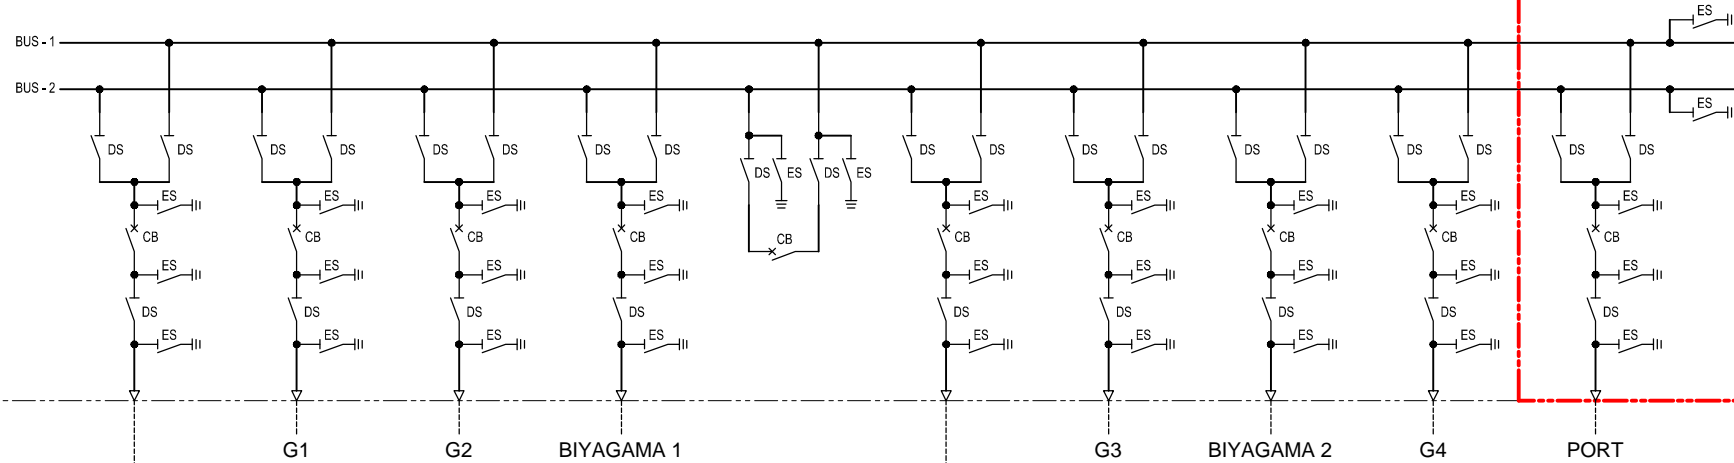 ES
BUS - 1
BUS - 2
ES
DS DS DS DS DS DS DS DS DS DS DS DS DS DS DS DS DS DS
DS ES DS ES
ES ES ES ES ES ES ES ES ES
CB CB CB CB CB CB CB CB CB CB
ES ES ES ES ES ES ES ES ES
DS DS DS DS DS DS DS DS DS
ES ES ES ES ES ES ES ES ES
G1 G2 BIYAGAMA 1 G3 BIYAGAMA 2 G4 PORT